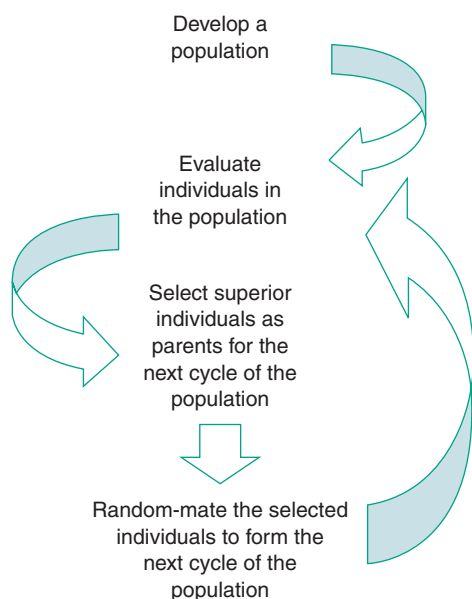 Develop a
population
Evaluate
individuals in
the population
Select superior
individuals as
parents for the
next cycle of the
population
Random-mate the selected
individuals to form the
next cycle of the
population